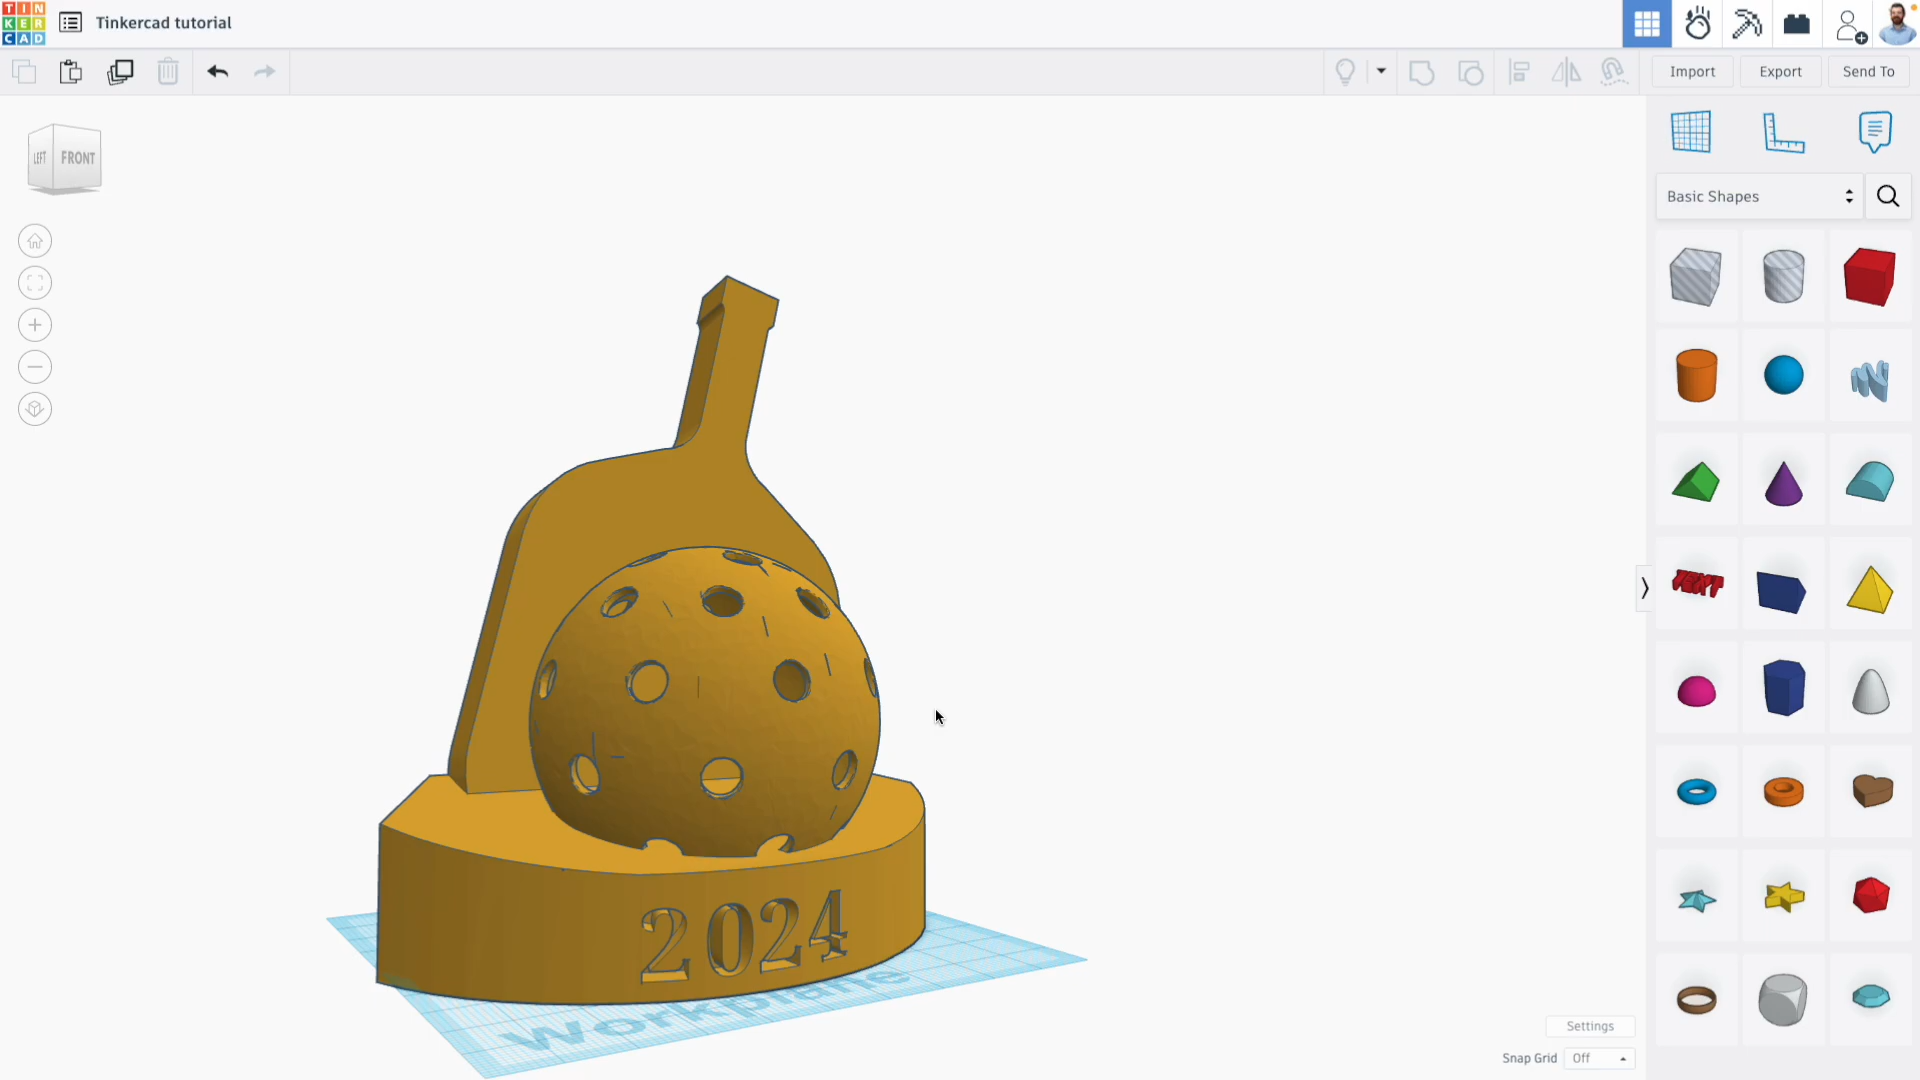 TIN
KER
CAD
Tinkercad tutorial
Import
Export
Send To
LEFT
FRONT
Basic Shapes
TEXT
2024
Workplane
Settings
Snap Grid
Off